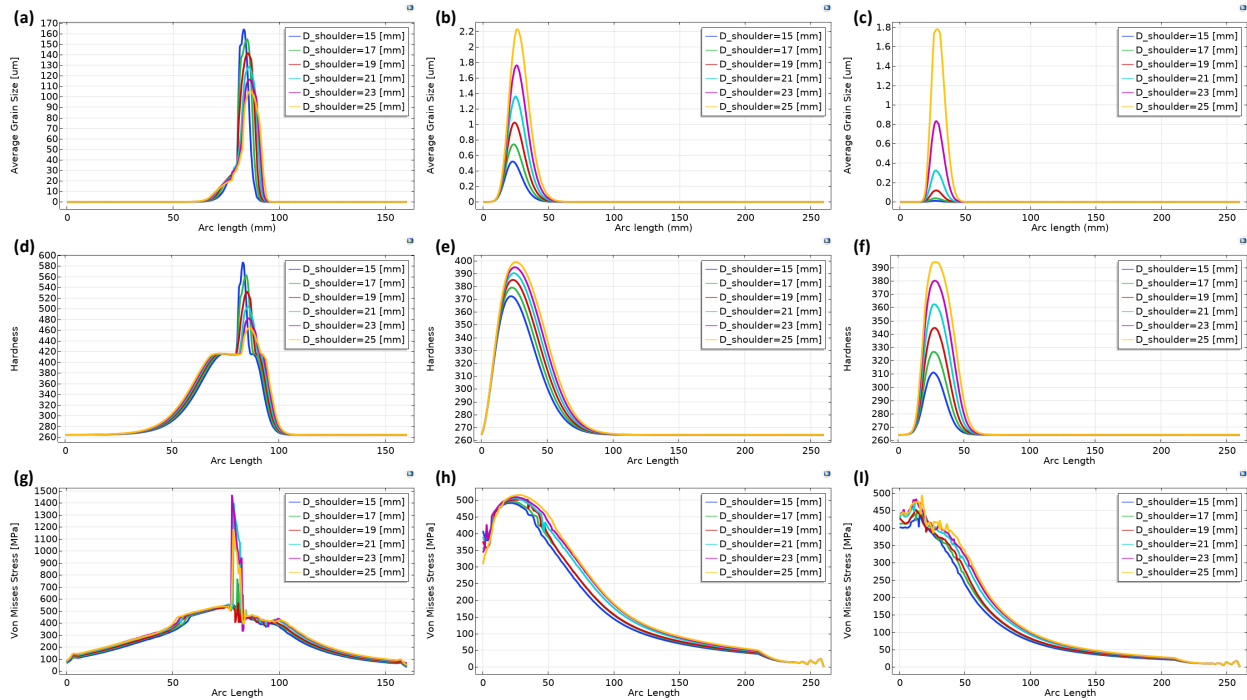 (a)
Average Grain Size [um]
170
160
150
140
130
120
110
100
90
80
70
60
50
40
30
20
10
0
0
50
100
150
Arc length (mm)
D_shoulder=15 [mm]
D_shoulder=17 [mm]
D_shoulder=19 [mm]
D_shoulder=21 [mm]
D_shoulder=23 [mm]
D_shoulder=25 [mm]
(b)
Average Grain Size [um]
2.2
2
1.8
1.6
1.4
1.2
1
0.8
0.6
0.4
0.2
0
0
50
100
150
200
250
Arc length (mm)
D_shoulder=15 [mm]
D_shoulder=17 [mm]
D_shoulder=19 [mm]
D_shoulder=21 [mm]
D_shoulder=23 [mm]
D_shoulder=25 [mm]
(c)
Average Grain Size [um]
1.8
1.6
1.4
1.2
1
0.8
0.6
0.4
0.2
0
0
50
100
150
200
250
Arc length (mm)
D_shoulder=15 [mm]
D_shoulder=17 [mm]
D_shoulder=19 [mm]
D_shoulder=21 [mm]
D_shoulder=23 [mm]
D_shoulder=25 [mm]
(d)
Hardness
600
580
560
540
520
500
480
460
440
420
400
380
360
340
320
300
280
260
0
50
100
150
Arc Length
D_shoulder=15 [mm]
D_shoulder=17 [mm]
D_shoulder=19 [mm]
D_shoulder=21 [mm]
D_shoulder=23 [mm]
D_shoulder=25 [mm]
(e)
Hardness
400
390
380
370
360
350
340
330
320
310
300
290
280
270
260
0
50
100
150
200
250
Arc Length
D_shoulder=15 [mm]
D_shoulder=17 [mm]
D_shoulder=19 [mm]
D_shoulder=21 [mm]
D_shoulder=23 [mm]
D_shoulder=25 [mm]
(f)
Hardness
390
380
370
360
350
340
330
320
310
300
290
280
270
260
0
50
100
150
200
250
Arc Length
D_shoulder=15 [mm]
D_shoulder=17 [mm]
D_shoulder=19 [mm]
D_shoulder=21 [mm]
D_shoulder=23 [mm]
D_shoulder=25 [mm]
(g)
Von Misses Stress [MPa]
1500
1400
1300
1200
1100
1000
900
800
700
600
500
400
300
200
100
0
0
50
100
150
Arc Length
D_shoulder=15 [mm]
D_shoulder=17 [mm]
D_shoulder=19 [mm]
D_shoulder=21 [mm]
D_shoulder=23 [mm]
D_shoulder=25 [mm]
(h)
Von Misses Stress [MPa]
500
450
400
350
300
250
200
150
100
50
0
0
50
100
150
200
250
Arc Length
D_shoulder=15 [mm]
D_shoulder=17 [mm]
D_shoulder=19 [mm]
D_shoulder=21 [mm]
D_shoulder=23 [mm]
D_shoulder=25 [mm]
(I)
Von Misses Stress [MPa]
500
450
400
350
300
250
200
150
100
50
0
0
50
100
150
200
250
Arc Length
D_shoulder=15 [mm]
D_shoulder=17 [mm]
D_shoulder=19 [mm]
D_shoulder=21 [mm]
D_shoulder=23 [mm]
D_shoulder=25 [mm]